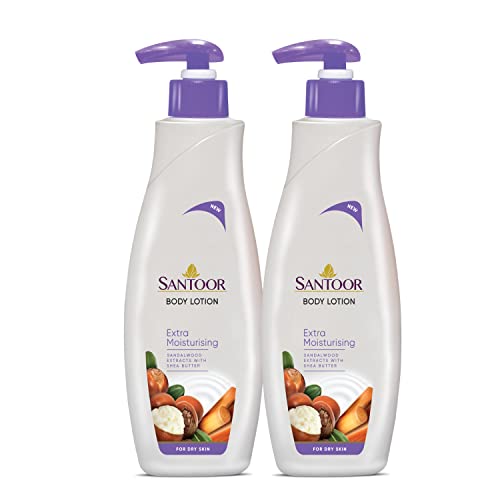 NEW
SANTOOR
BODY LOTION
Extra
Moisturising
SANDALWOOD
EXTRACTS WITH
SHEA BUTTER
FOR DRY SKIN
NEW
SANTOOR
BODY LOTION
Extra
Moisturising
SANDALWOOD
EXTRACTS WITH
SHEA BUTTER
FOR DRY SKIN